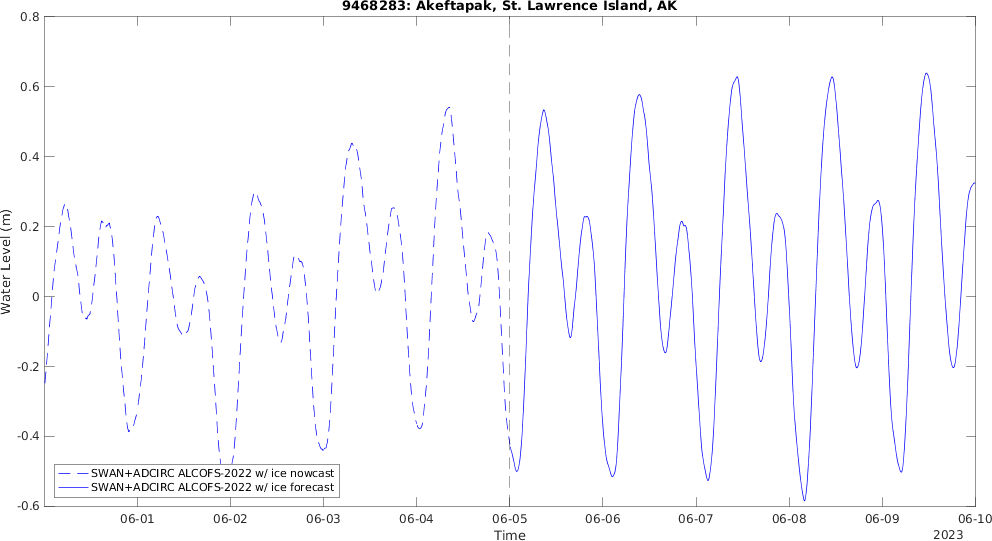 9468283: Akeftapak, St. Lawrence Island, AK
0.8
0.6
0.4
0.2
0
-0.2
-0.4
-0.6
Water Level (m)
SWAN+ADCIRC ALCOFS-2022 w/ ice nowcast
SWAN+ADCIRC ALCOFS-2022 w/ ice forecast
06-01 06-02 06-03 06-04 06-05 06-06 06-07 06-08 06-09 06-10
Time
2023